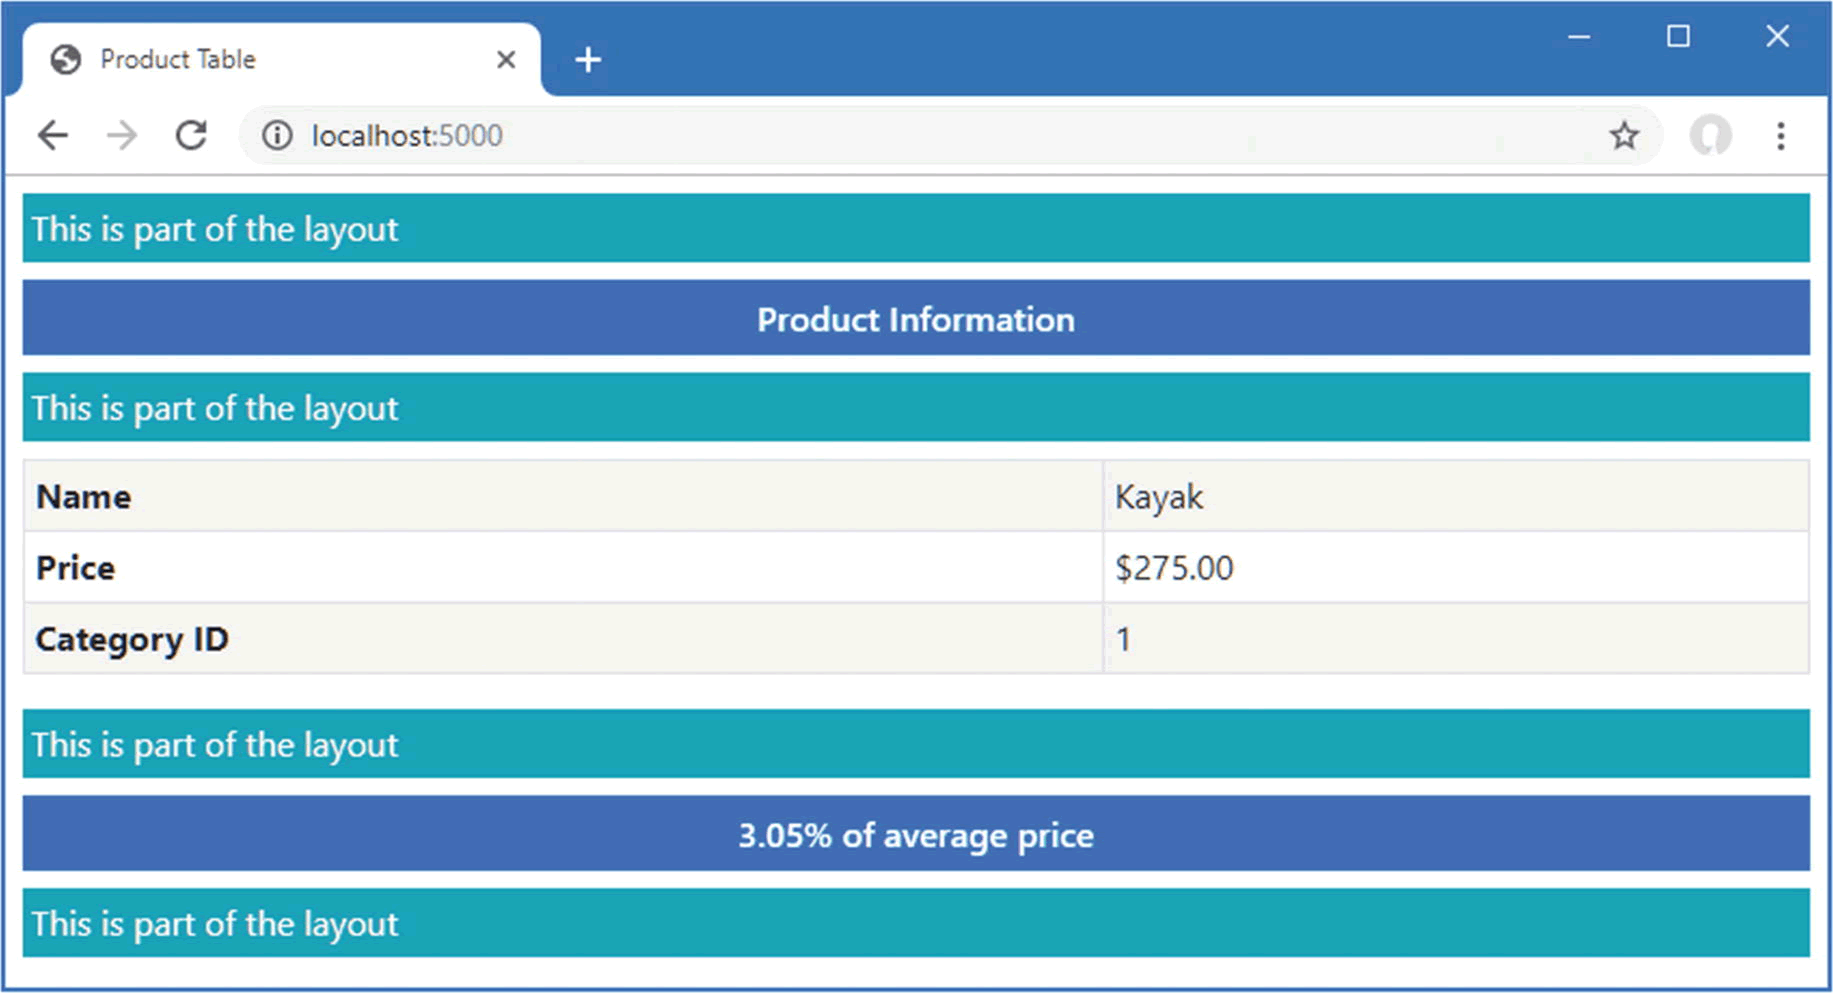 Product Table
localhost:5000
This is part of the layout
Product Information
This is part of the layout
Name Kayak
Price $275.00
Category ID 1
This is part of the layout
3.05% of average price
This is part of the layout